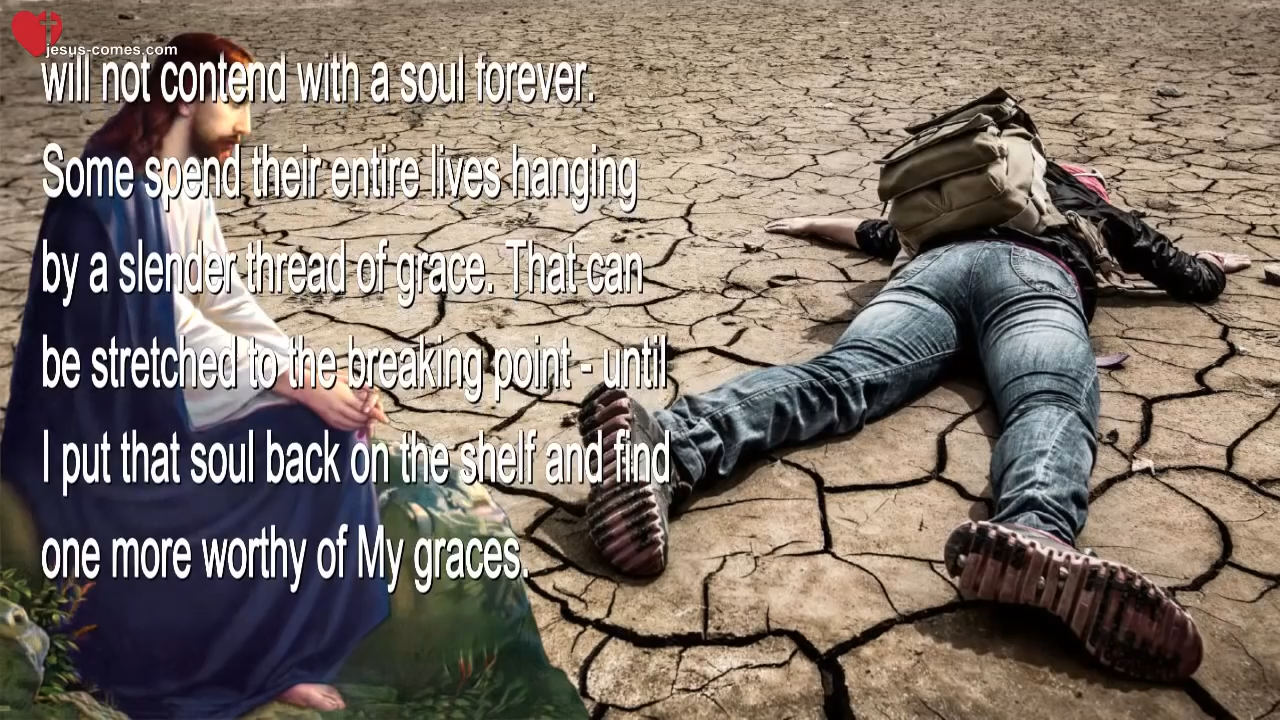 jesus-comes.com
will not contend with a soul forever.
Some spend their entire lives hanging
by a slender thread of grace. That can
be stretched to the breaking point - until
I put that soul back on the shelf and find
one more worthy of My graces.